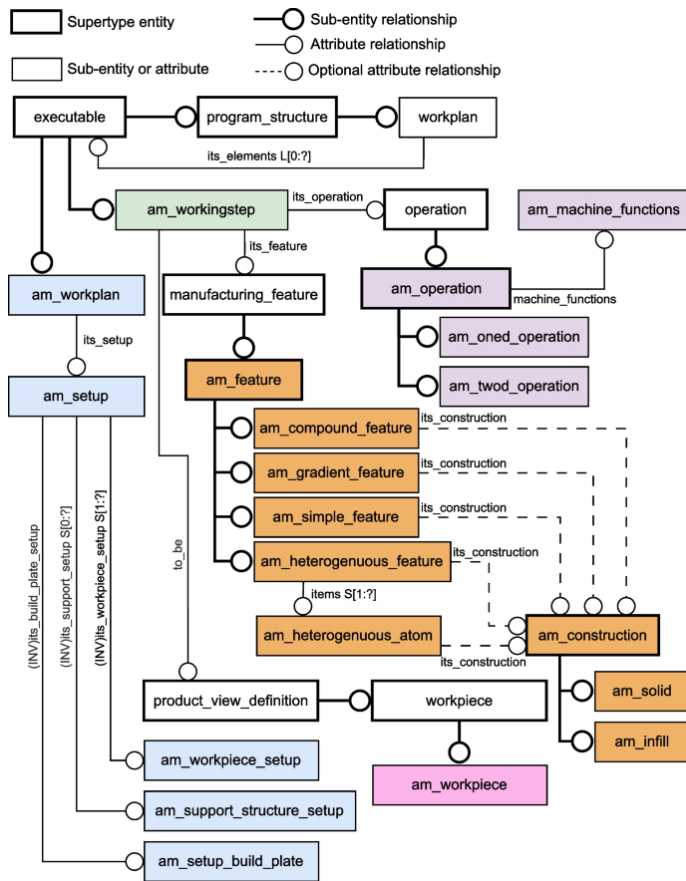 Supertype entity
Sub-entity relationship
Attribute relationship
Sub-entity or attribute
Optional attribute relationship
executable
program_structure
workplan
its_elements L[0:?]
am_workingstep
its_operation
operation
am_machine_functions
its_feature
am_workplan
manufacturing_feature
am_operation
machine_functions
its_setup
am_oned_operation
am_feature
am_twod_operation
am_setup
am_compound_feature
its_construction
am_gradient_feature
its_construction
am_simple_feature
its_construction
(INV)its_build_plate_setup
(INV)its_support_setup S[0:?]
(INV)its_workpiece_setup S[1:?]
to_be
am_heterogenuous_feature
its_construction
items S[1:?]
am_heterogenuous_atom
its_construction
am_construction
am_solid
product_view_definition
workpiece
am_infill
am_workpiece_setup
am_workpiece
am_support_structure_setup
am_setup_build_plate